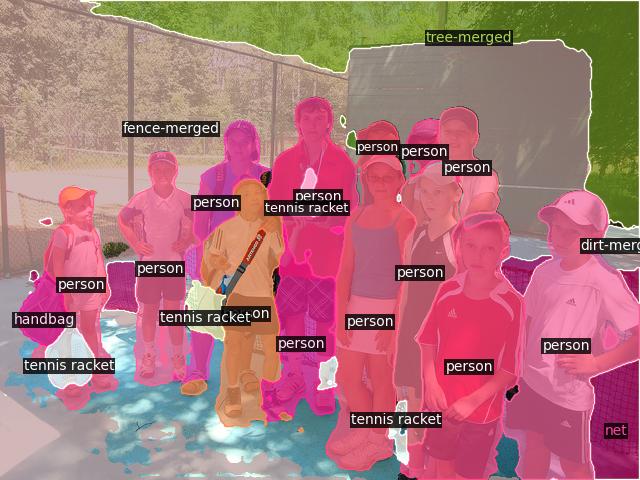 tree-merged
fence-merged
person
person
person
person
person
tennis racket
dirt-merg
person
person
person
handbag
tennis racket
on
person
person
person
person
tennis racket
tennis racket
net